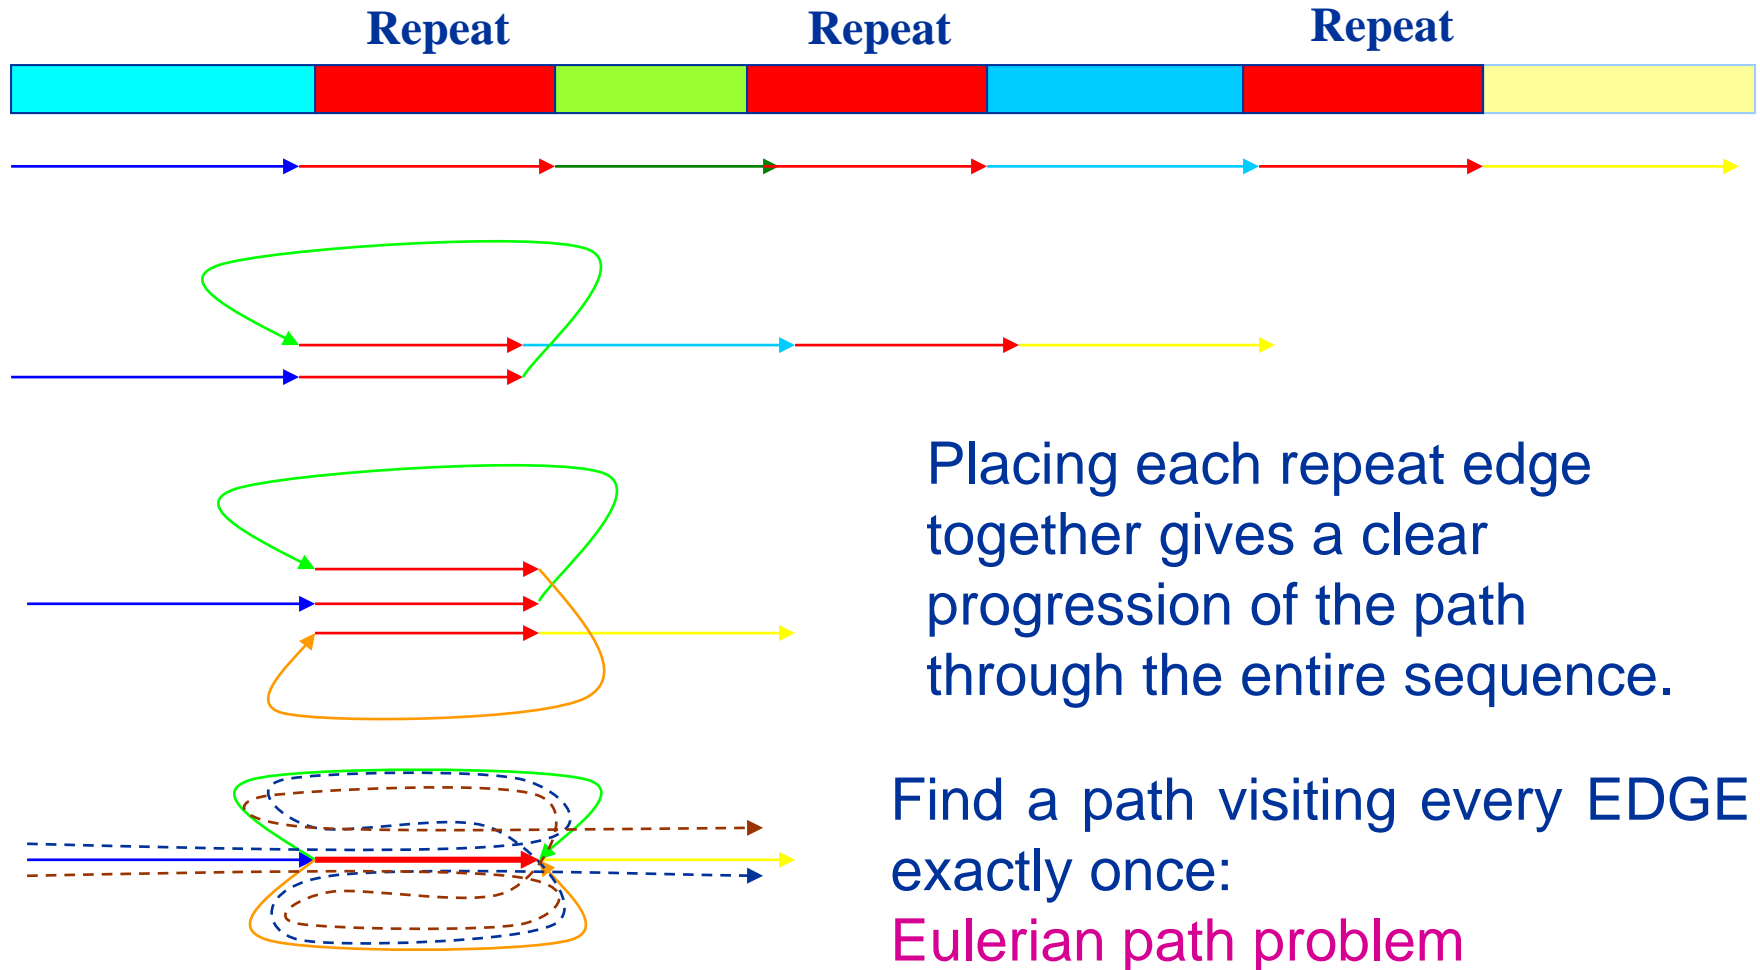 Repeat Repeat Repeat
Placing each repeat edge
together gives a clear
progression of the path
through the entire sequence.
Find a path visiting every EDGE
exactly once:
Eulerian path problem